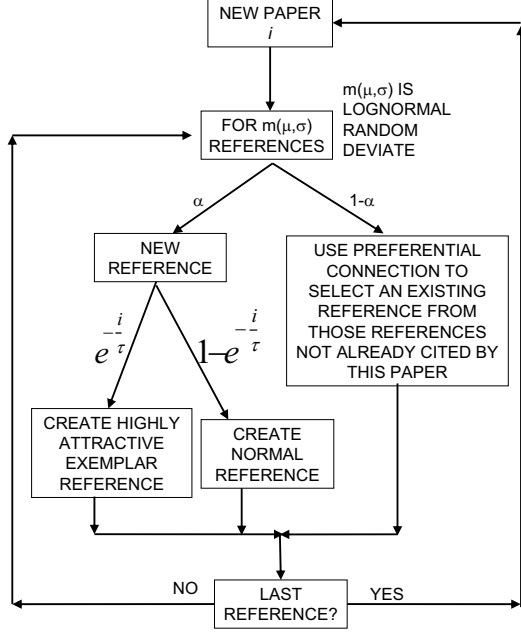 NEW PAPER
i
m(μ,σ) IS
LOGNORMAL
RANDOM
DEVIATE
FOR m(μ,σ)
REFERENCES
α
1-α
NEW
REFERENCE
USE PREFERENTIAL
CONNECTION TO
SELECT AN EXISTING
REFERENCE FROM
THOSE REFERENCES
NOT ALREADY CITED BY
THIS PAPER
e^{-\frac{i}{τ}}
1-e^{-\frac{i}{τ}}
CREATE HIGHLY
ATTRACTIVE
EXEMPLAR
REFERENCE
CREATE
NORMAL
REFERENCE
NO
LAST
REFERENCE?
YES